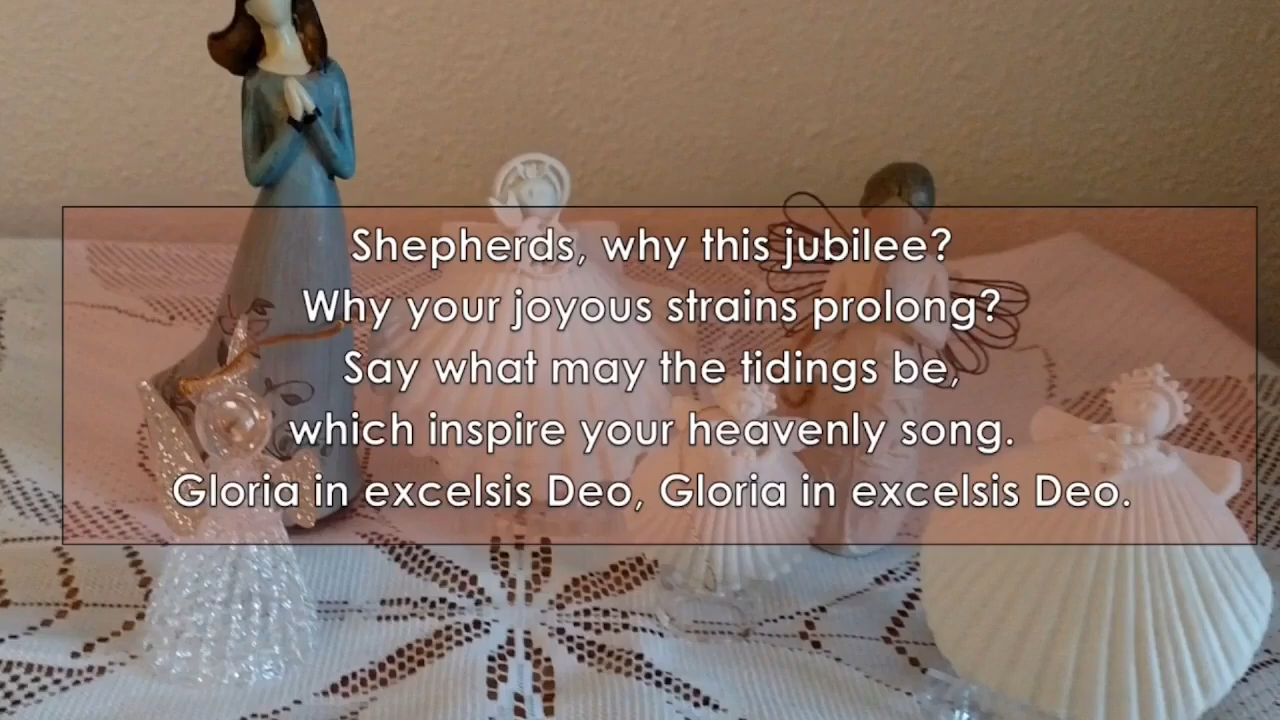 Shepherds, why this jubilee?
Why your joyous strains prolong?
Say what may the tidings be,
which inspire your heavenly song.
Gloria in excelsis Deo, Gloria in excelsis Deo.